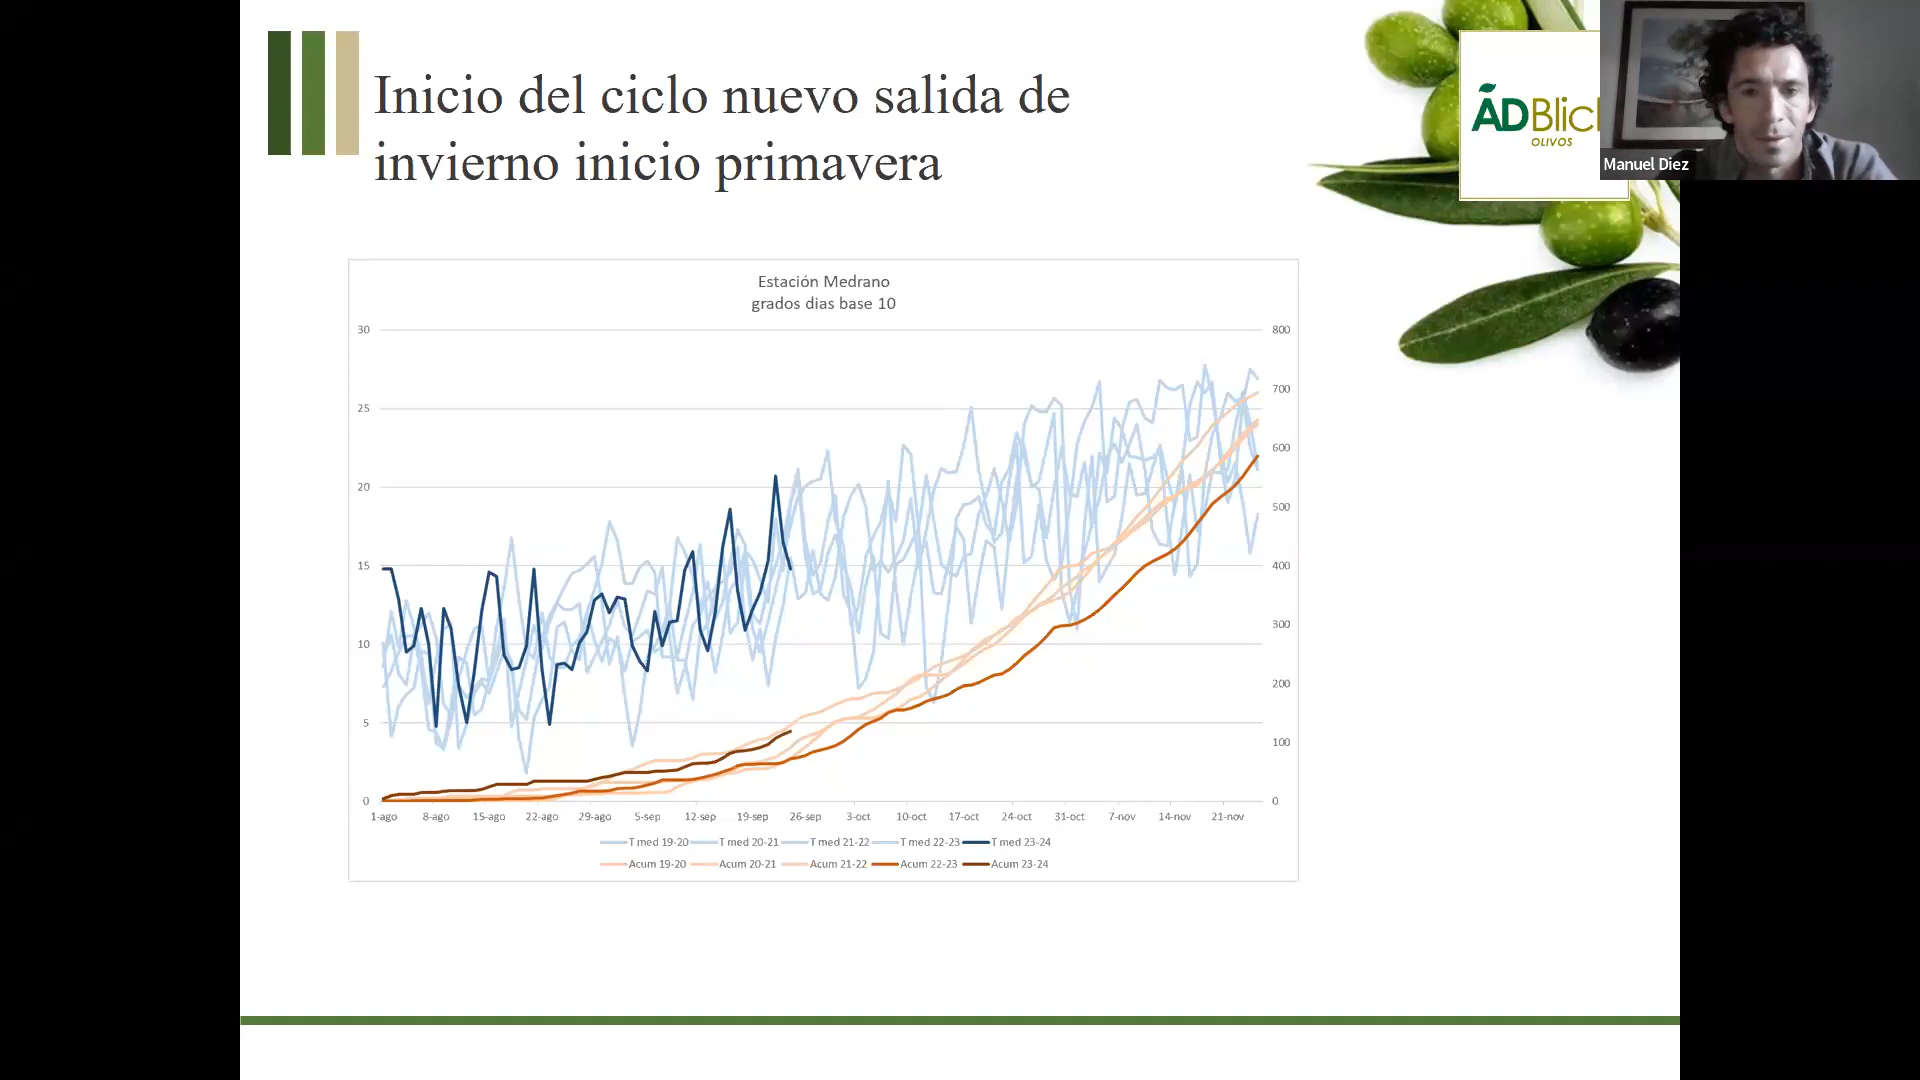 Inicio del ciclo nuevo salida de
invierno inicio primavera
ÁDBlick
OLIVOS
Manuel Diez
Estación Medrano
grados dias base 10
30 800
700
25
600
20
500
15 400
300
10
200
5
100
0 0
1-ago 8-ago 15-ago 22-ago 29-ago 5-sep 12-sep 19-sep 26-sep 3-oct 10-oct 17-oct 24-oct 31-oct 7-nov 14-nov 21-nov
T med 19-20 T med 20-21 T med 21-22 T med 22-23 T med 23-24
Acum 19-20 Acum 20-21 Acum 21-22 Acum 22-23 Acum 23-24